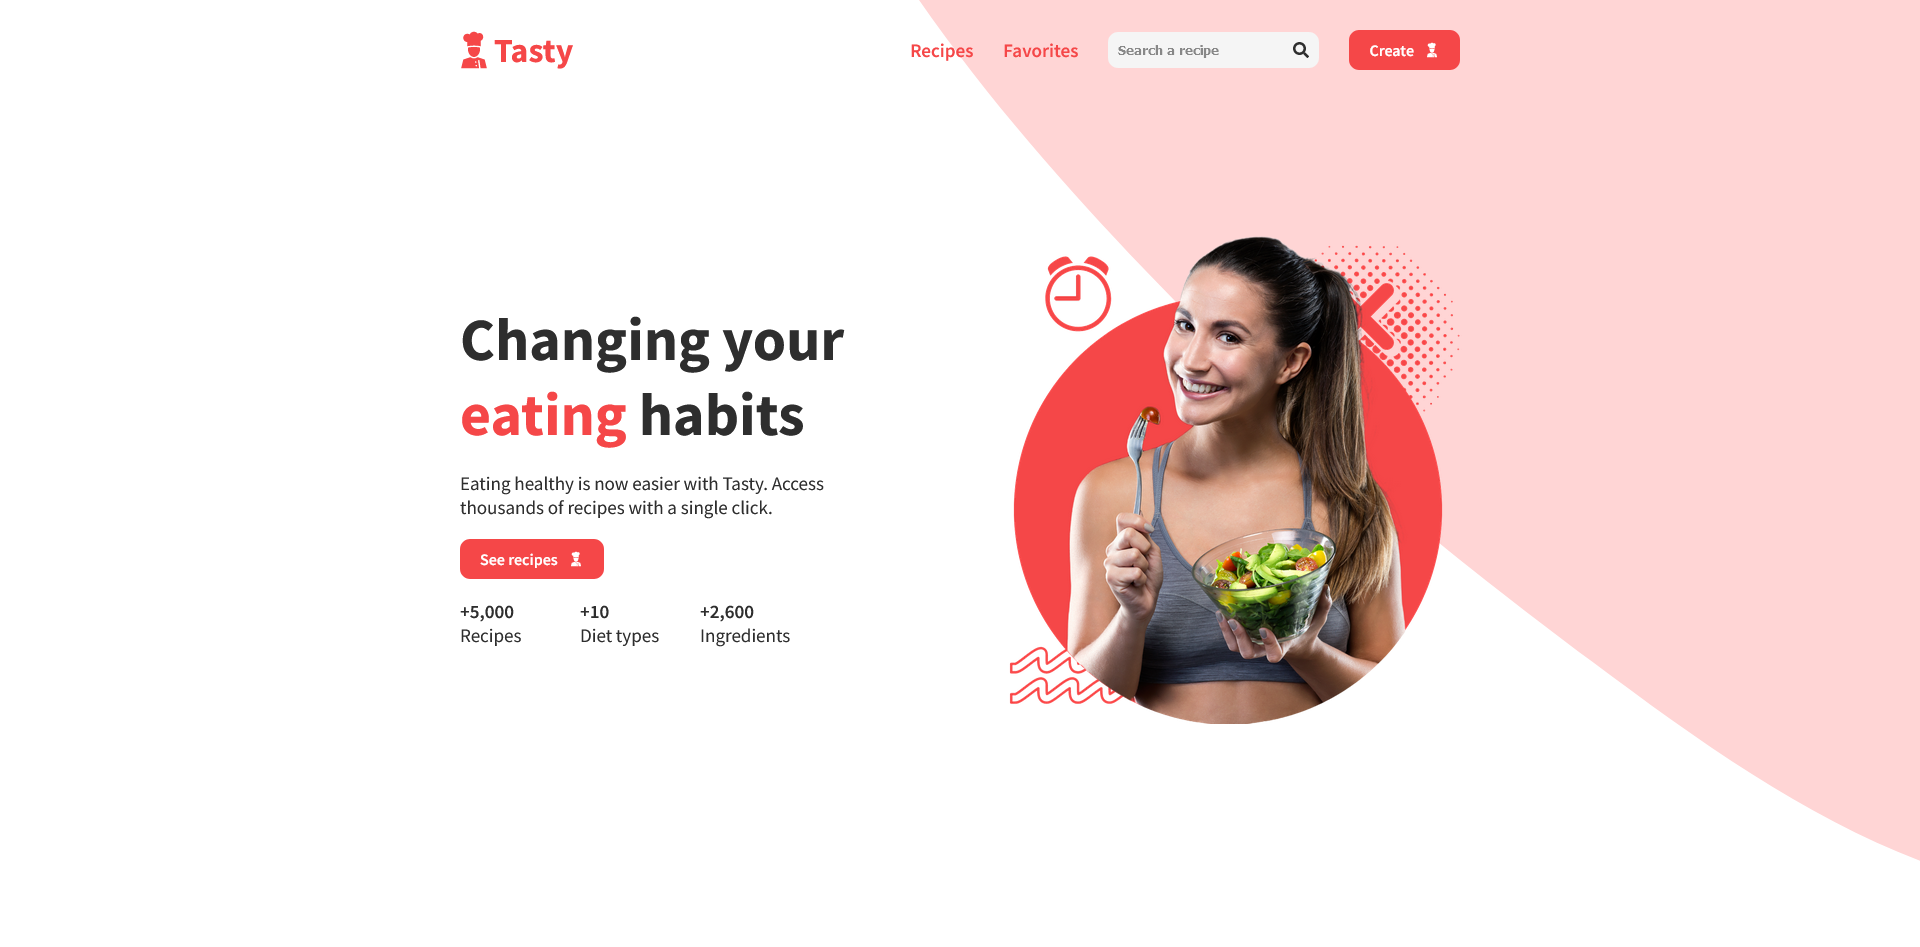 Tasty
Recipes
Favorites
Search a recipe
Create
Changing your
eating habits
Eating healthy is now easier with Tasty. Access
thousands of recipes with a single click.
See recipes
+5,000
Recipes
+10
Diet types
+2,600
Ingredients